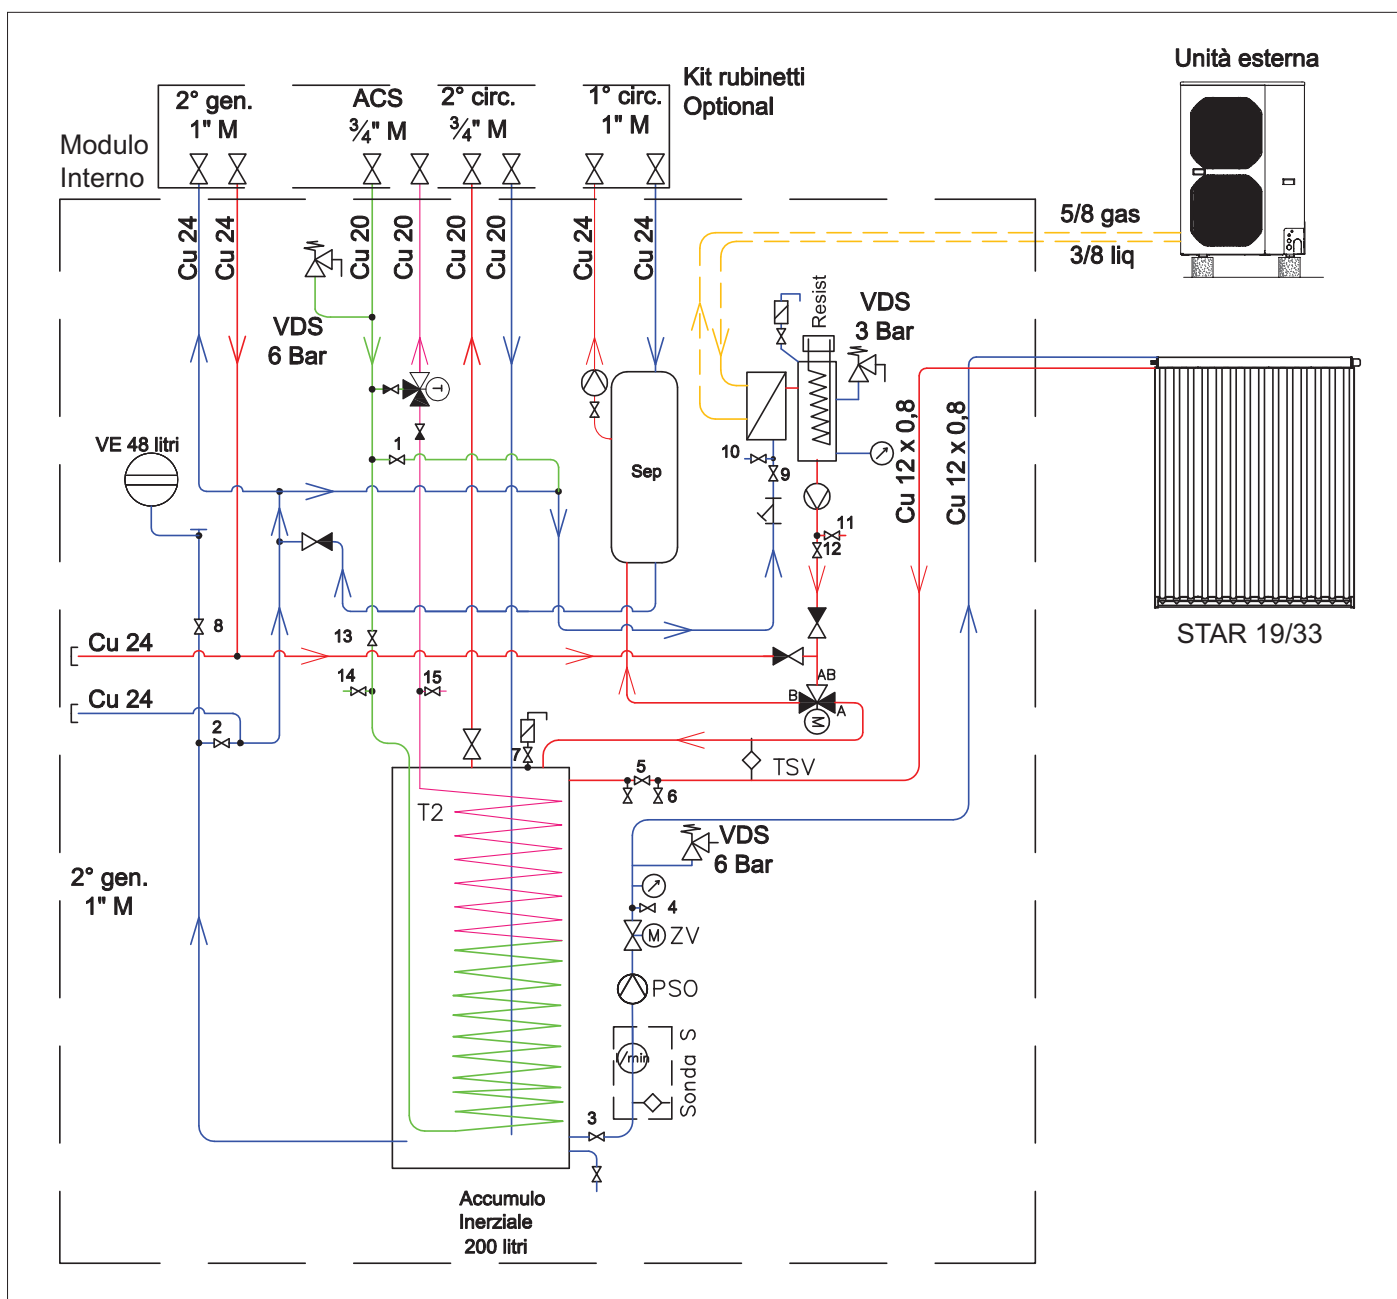 Unità esterna
Kit rubinetti
Optional
2° gen.
1" M
ACS
¾" M
2° circ.
¾" M
1° circ.
1" M
Modulo
Interno
Cu 24
Cu 24
Cu 20
Cu 20
Cu 20
Cu 20
Cu 24
5/8 gas
3/8 liq
VDS
6 Bar
Resist
VDS
3 Bar
T
VE 48 litri
1
Sep
10
9
11
12
Cu 12 x 0,8
Cu 12 x 0,8
STAR 19/33
8
13
Cu 24
14
15
AB
B
A
M
Cu 24
2
7
5
6
TSV
T2
VDS
6 Bar
4
M
ZV
PSO
2° gen.
1" M
l/min
Sonda S
3
Accumulo
Inerziale
200 litri